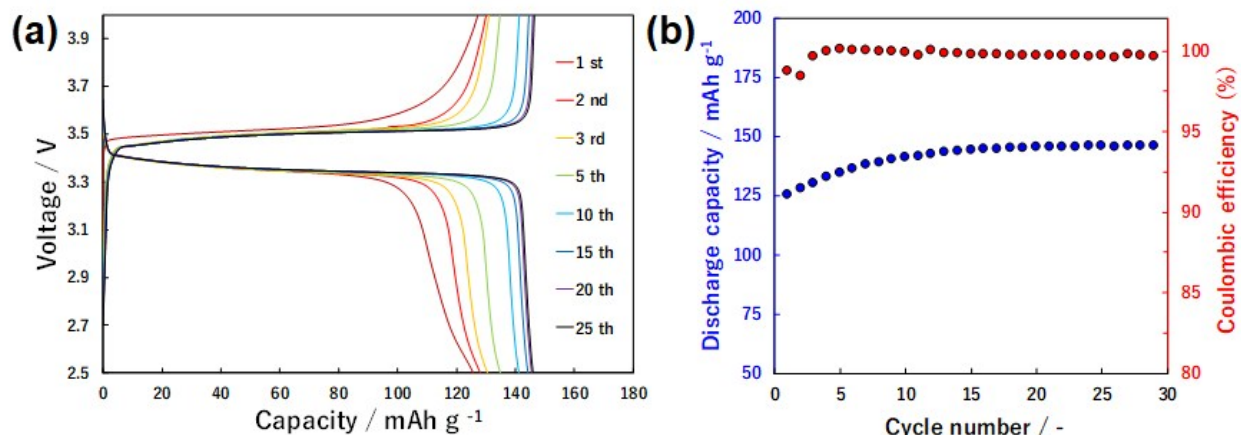 (a)
Voltage / V
3.9
3.7
3.5
3.3
3.1
2.9
2.7
2.5
0 20 40 60 80 100 120 140 160 180
Capacity / mAh g -1
1 st
2 nd
3 rd
5 th
10 th
15 th
20 th
25 th
(b)
Discharge capacity / mAh g-1
200
175
150
125
100
75
50
0 5 10 15 20 25 30
Cycle number / -
100
95
90
85
80
Coulombic efficiency (%)